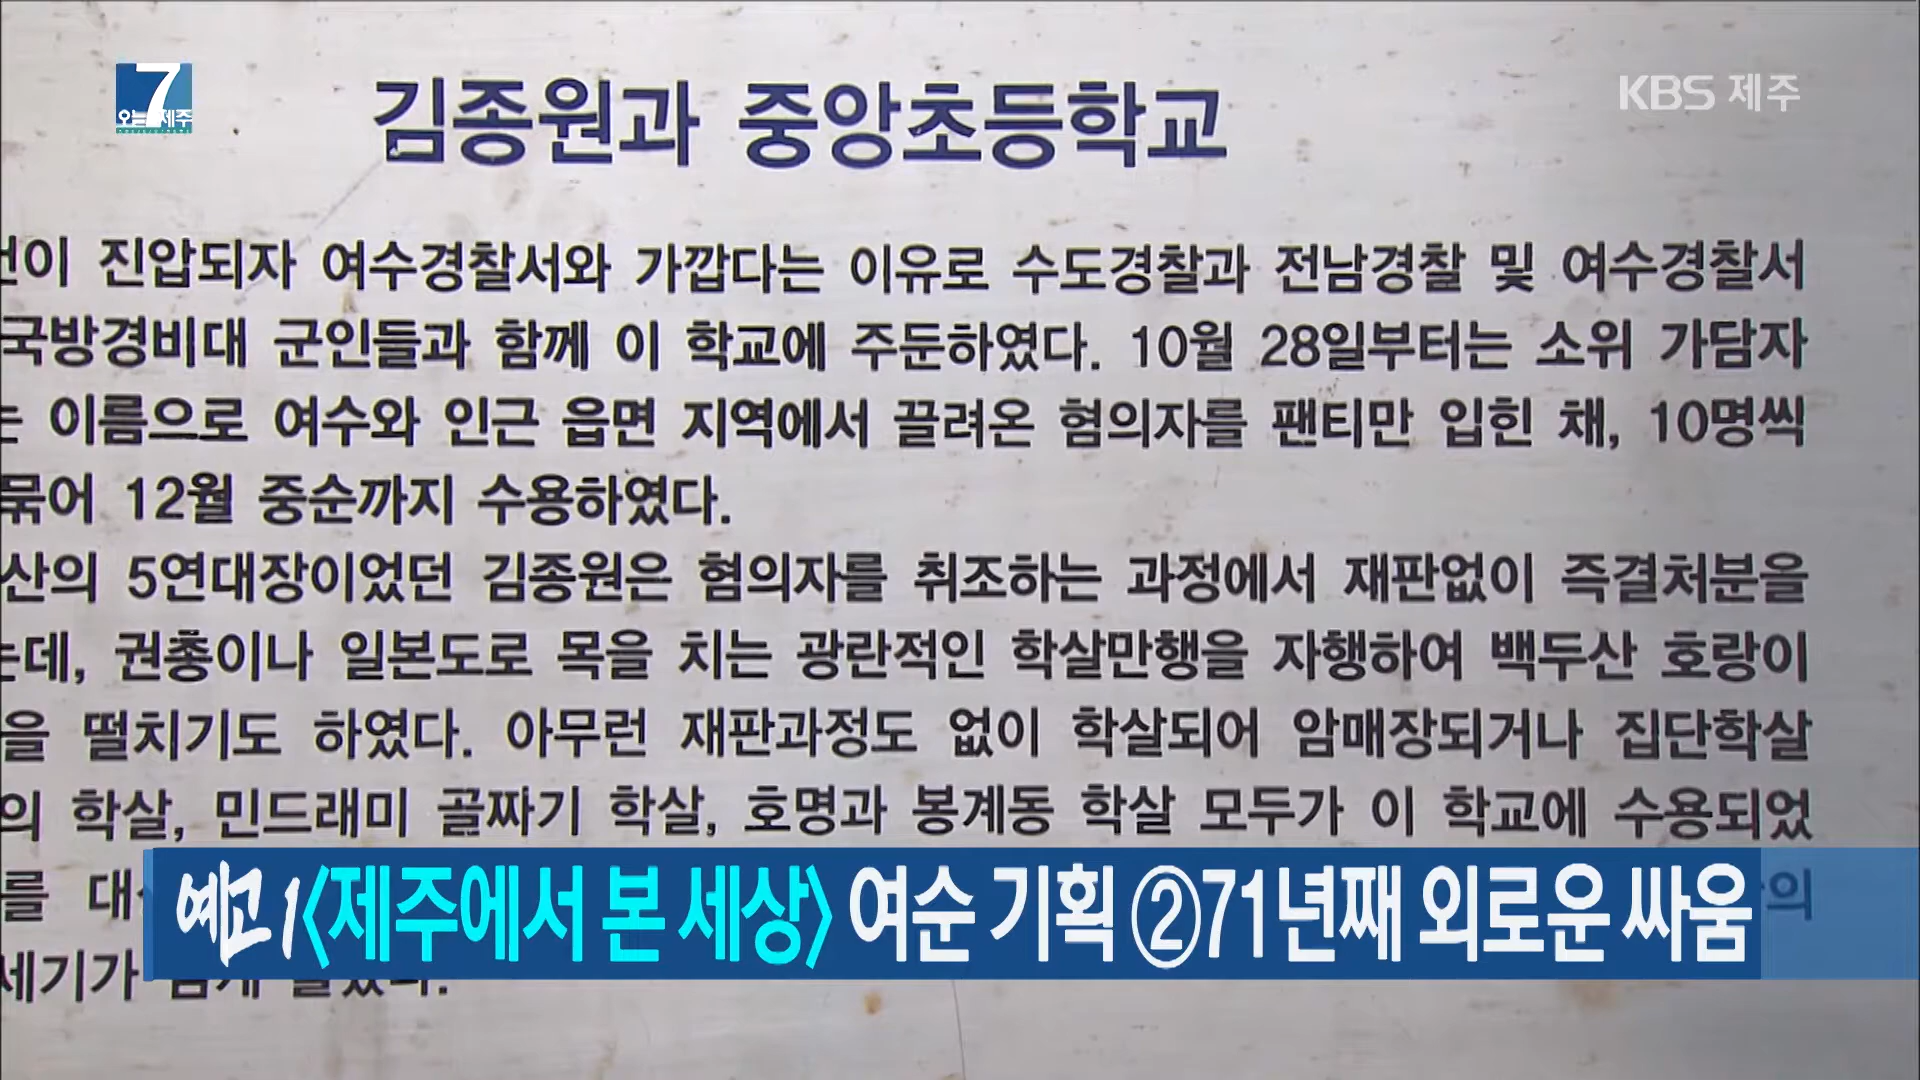 7
오늘 제주
KBS 제주
김종원과 중앙초등학교
이 진압되자 여수경찰서와 가깝다는 이유로 수도경찰과 전남경찰 및 여수경찰서
국방경비대 군인들과 함께 이 학교에 주둔하였다. 10월 28일부터는 소위 가담자
는 이름으로 여수와 인근 읍면 지역에서 끌려온 혐의자를 팬티만 입힌 채, 10명씩
묶어 12월 중순까지 수용하였다.
산의 5연대장이었던 김종원은 혐의자를 취조하는 과정에서 재판없이 즉결처분을
는데, 권총이나 일본도로 목을 치는 광란적인 학살만행을 자행하여 백두산 호랑이
을 떨치기도 하였다. 아무런 재판과정도 없이 학살되어 암매장되거나 집단학살
의 학살, 민드래미 골짜기 학살, 호명과 봉계동 학살 모두가 이 학교에 수용되었
를 의
세기가
예고1 <제주에서 본 세상> 여순 기획 ②71년째 외로운 싸움